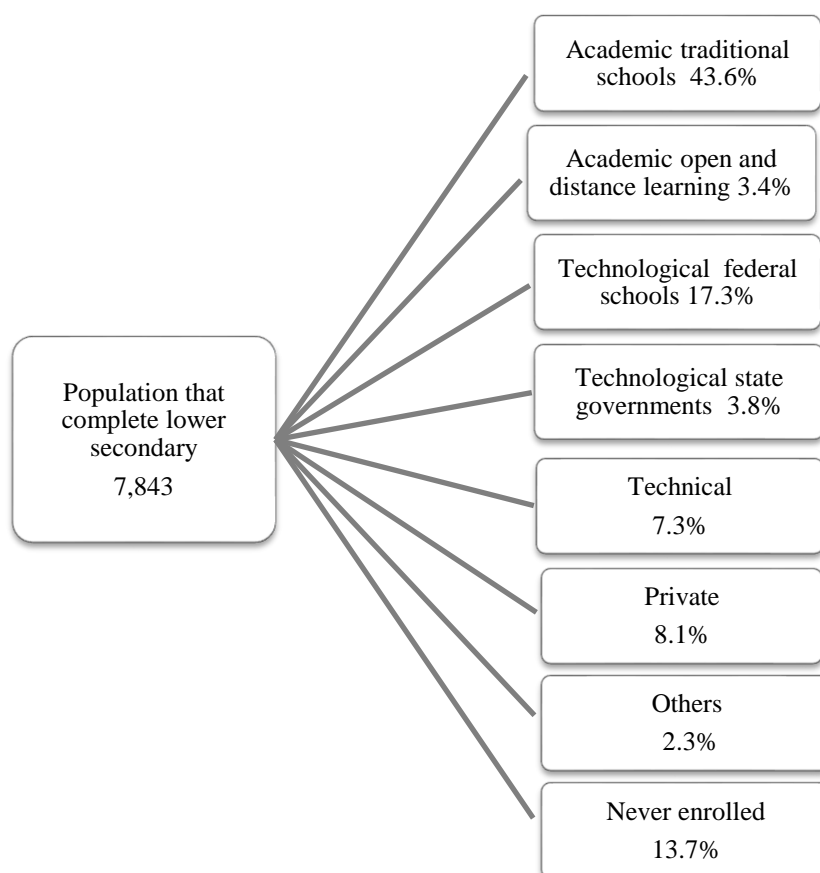 Academic traditional
schools 43.6%
Academic open and
distance learning 3.4%
Technological federal
schools 17.3%
Technological state
governments 3.8%
Population that
complete lower
secondary
7,843
Technical
7.3%
Private
8.1%
Others
2.3%
Never enrolled
13.7%